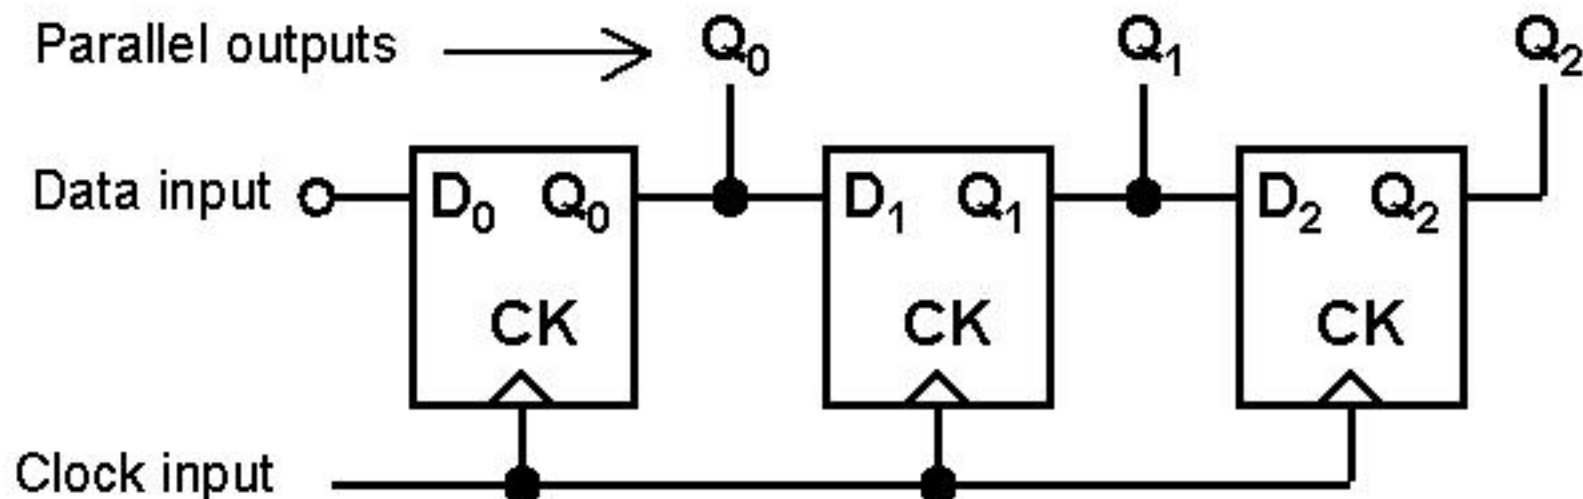 Parallel outputs Q₀ Q₁ Q₂
Data input D₀ Q₀ D₁ Q₁ D₂ Q₂
CK CK CK
Clock input